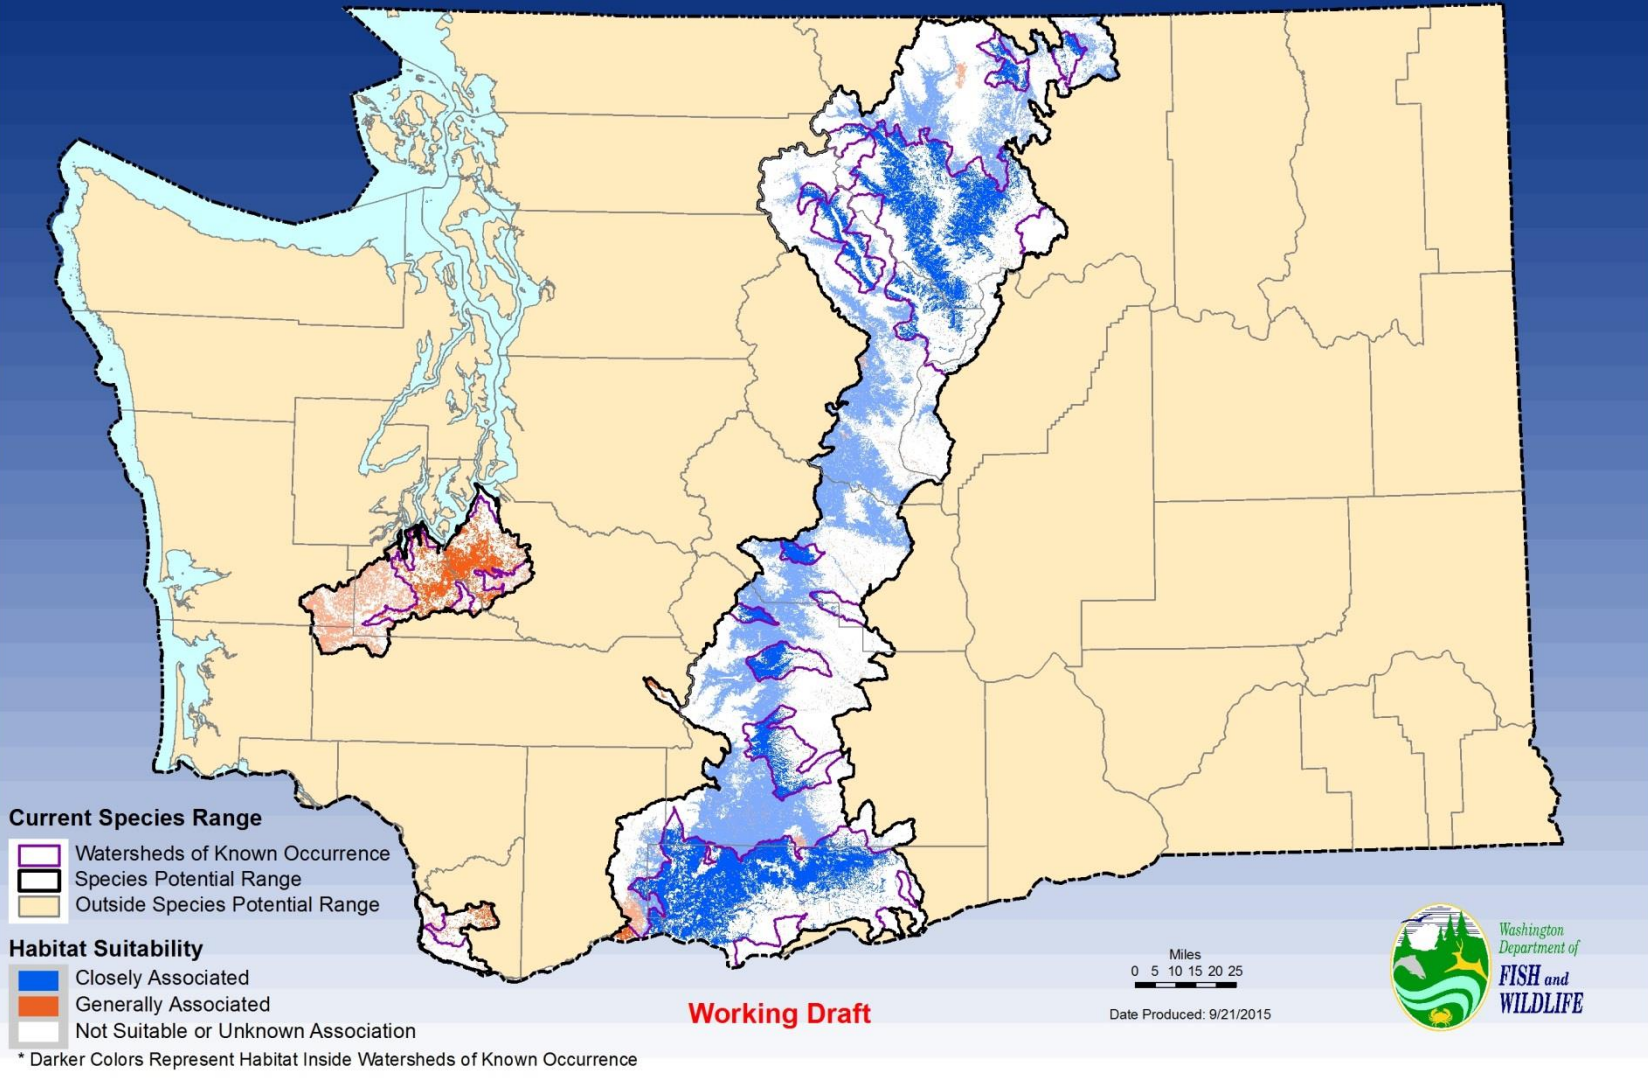 Current Species Range
Watersheds of Known Occurrence
Species Potential Range
Outside Species Potential Range
Habitat Suitability
Closely Associated
Generally Associated
Not Suitable or Unknown Association
* Darker Colors Represent Habitat Inside Watersheds of Known Occurrence
Working Draft
Miles
0 5 10 15 20 25
Date Produced: 9/21/2015
Washington
Department of
FISH and
WILDLIFE